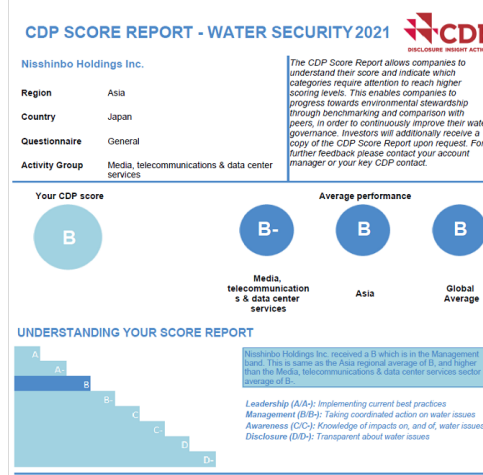 CDP SCORE REPORT - WATER SECURITY 2021
DISCLOSURE INSIGHT
Nisshinbo Holdings Inc.
Region Asia
Country Japan
Questionnaire General
Activity Group Media, telecommunications & data center
services
The CDP Score Report allows companies to
understand their score and indicate which
categories require attention to reach higher
scoring levels. This enables companies to
progress towards environmental stewardship
through benchmarking and comparison with
peers, in order to continuously improve their
governance. Investors will additionally receive a
copy of the CDP Score Report upon request. For
further feedback please contact your account
manager or your key CDP contact.
Your CDP score
B
Average performance
B-
B
B
Media,
telecommunication
s & data center
services
Asia
Global
Average
UNDERSTANDING YOUR SCORE REPORT
A
A-
B
B-
C
C-
D
D-
Nisshinbo Holdings Inc. received a B which is in the Management
band. This is same as the Asia regional average of B, and higher
than the Media, telecommunications & data center services sector
average of B-.
Leadership (A/A-): Implementing current best practices
Management (B/B-): Taking coordinated action on water issues
Awareness (C/C-): Knowledge of impacts on, and of, water issues
Disclosure (D/D-): Transparent about water issues